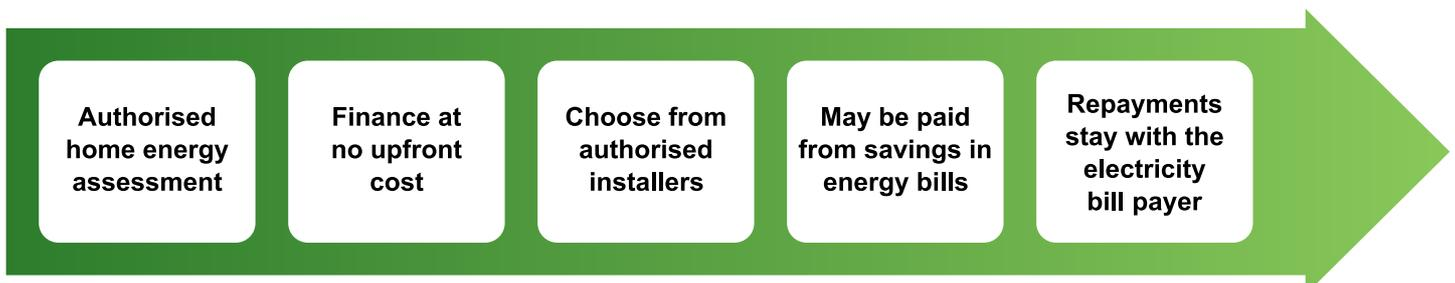 Authorised
home energy
assessment
Finance at
no upfront
cost
Choose from
authorised
installers
May be paid
from savings in
energy bills
Repayments
stay with the
electricity
bill payer